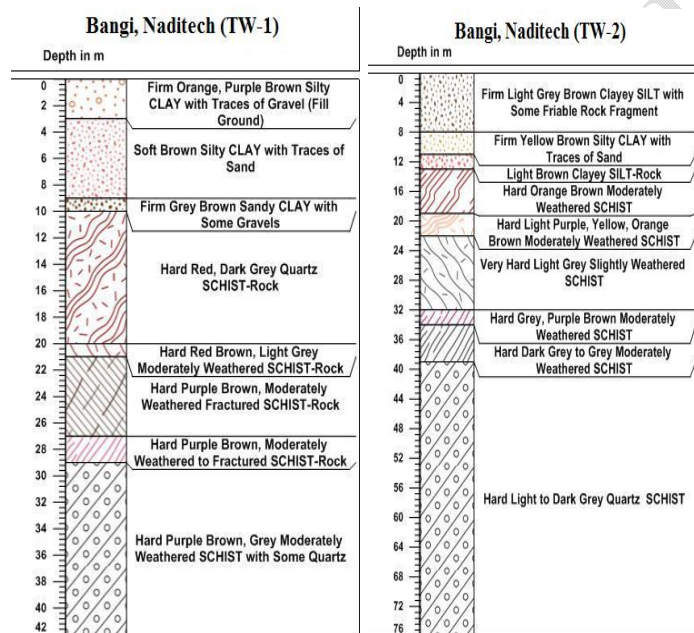 Bangi, Naditech (TW-1)
Depth in m
0
2
4
6
8
10
12
14
16
18
20
22
24
26
28
30
32
34
36
38
40
42
Firm Orange, Purple Brown Silty
CLAY with Traces of Gravel (Fill
Ground)
Soft Brown Silty CLAY with Traces of
Sand
Firm Grey Brown Sandy CLAY with
Some Gravels
Hard Red, Dark Grey Quartz
SCHIST-Rock
Hard Red Brown, Light Grey
Moderately Weathered SCHIST-Rock
Hard Purple Brown, Moderately
Weathered Fractured SCHIST-Rock
Hard Purple Brown, Moderately
Weathered to Fractured SCHIST-Rock
Hard Purple Brown, Grey Moderately
Weathered SCHIST with Some Quartz
Bangi, Naditech (TW-2)
Depth in m
0
4
8
12
16
20
24
28
32
36
40
44
48
52
56
60
64
68
72
76
Firm Light Grey Brown Clayey SILT with
Some Friable Rock Fragment
Firm Yellow Brown Silty CLAY with
Traces of Sand
Light Brown Clayey SILT-Rock
Hard Orange Brown Moderately
Weathered SCHIST
Hard Light Purple, Yellow, Orange
Brown Moderately Weathered SCHIST
Very Hard Light Grey Slightly Weathered
SCHIST
Hard Grey, Purple Brown Moderately
Weathered SCHIST
Hard Dark Grey to Grey Moderately
Weathered SCHIST
Hard Light to Dark Grey Quartz SCHIST